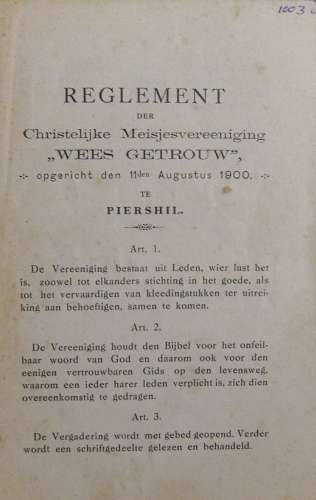 1003
REGLEMENT
DER
Christelijke Meisjesvereeniging
„WEES GETROUW”,
opgericht den 11den Augustus 1900.
TE
PIERSHIL.
Art. 1.
De Vereeniging bestaat uit Leden, wier lust het
is, zoowel tot elkanders stichting in het goede, als
tot het vervaardigen van kleedingstukken ter uitrei-
king aan behoeftigen, samen te komen.
Art. 2.
De Vereeniging houdt den Bijbel voor het onfeil-
baar woord van God en daarom ook voor den
eenigen vertrouwbaren Gids op den levensweg,
waarom een ieder harer leden verplicht is, zich dien
overeenkomstig te gedragen.
Art. 3.
De Vergadering wordt met gebed geopend. Verder
wordt een schriftgedeelte gelezen en behandeld.